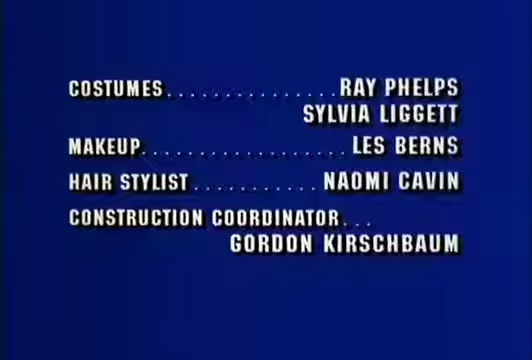 COSTUMES................RAY PHELPS
SYLVIA LIGGETT
MAKEUP...................LES BERNS
HAIR STYLIST............NAOMI CAVIN
CONSTRUCTION COORDINATOR...
GORDON KIRSCHBAUM